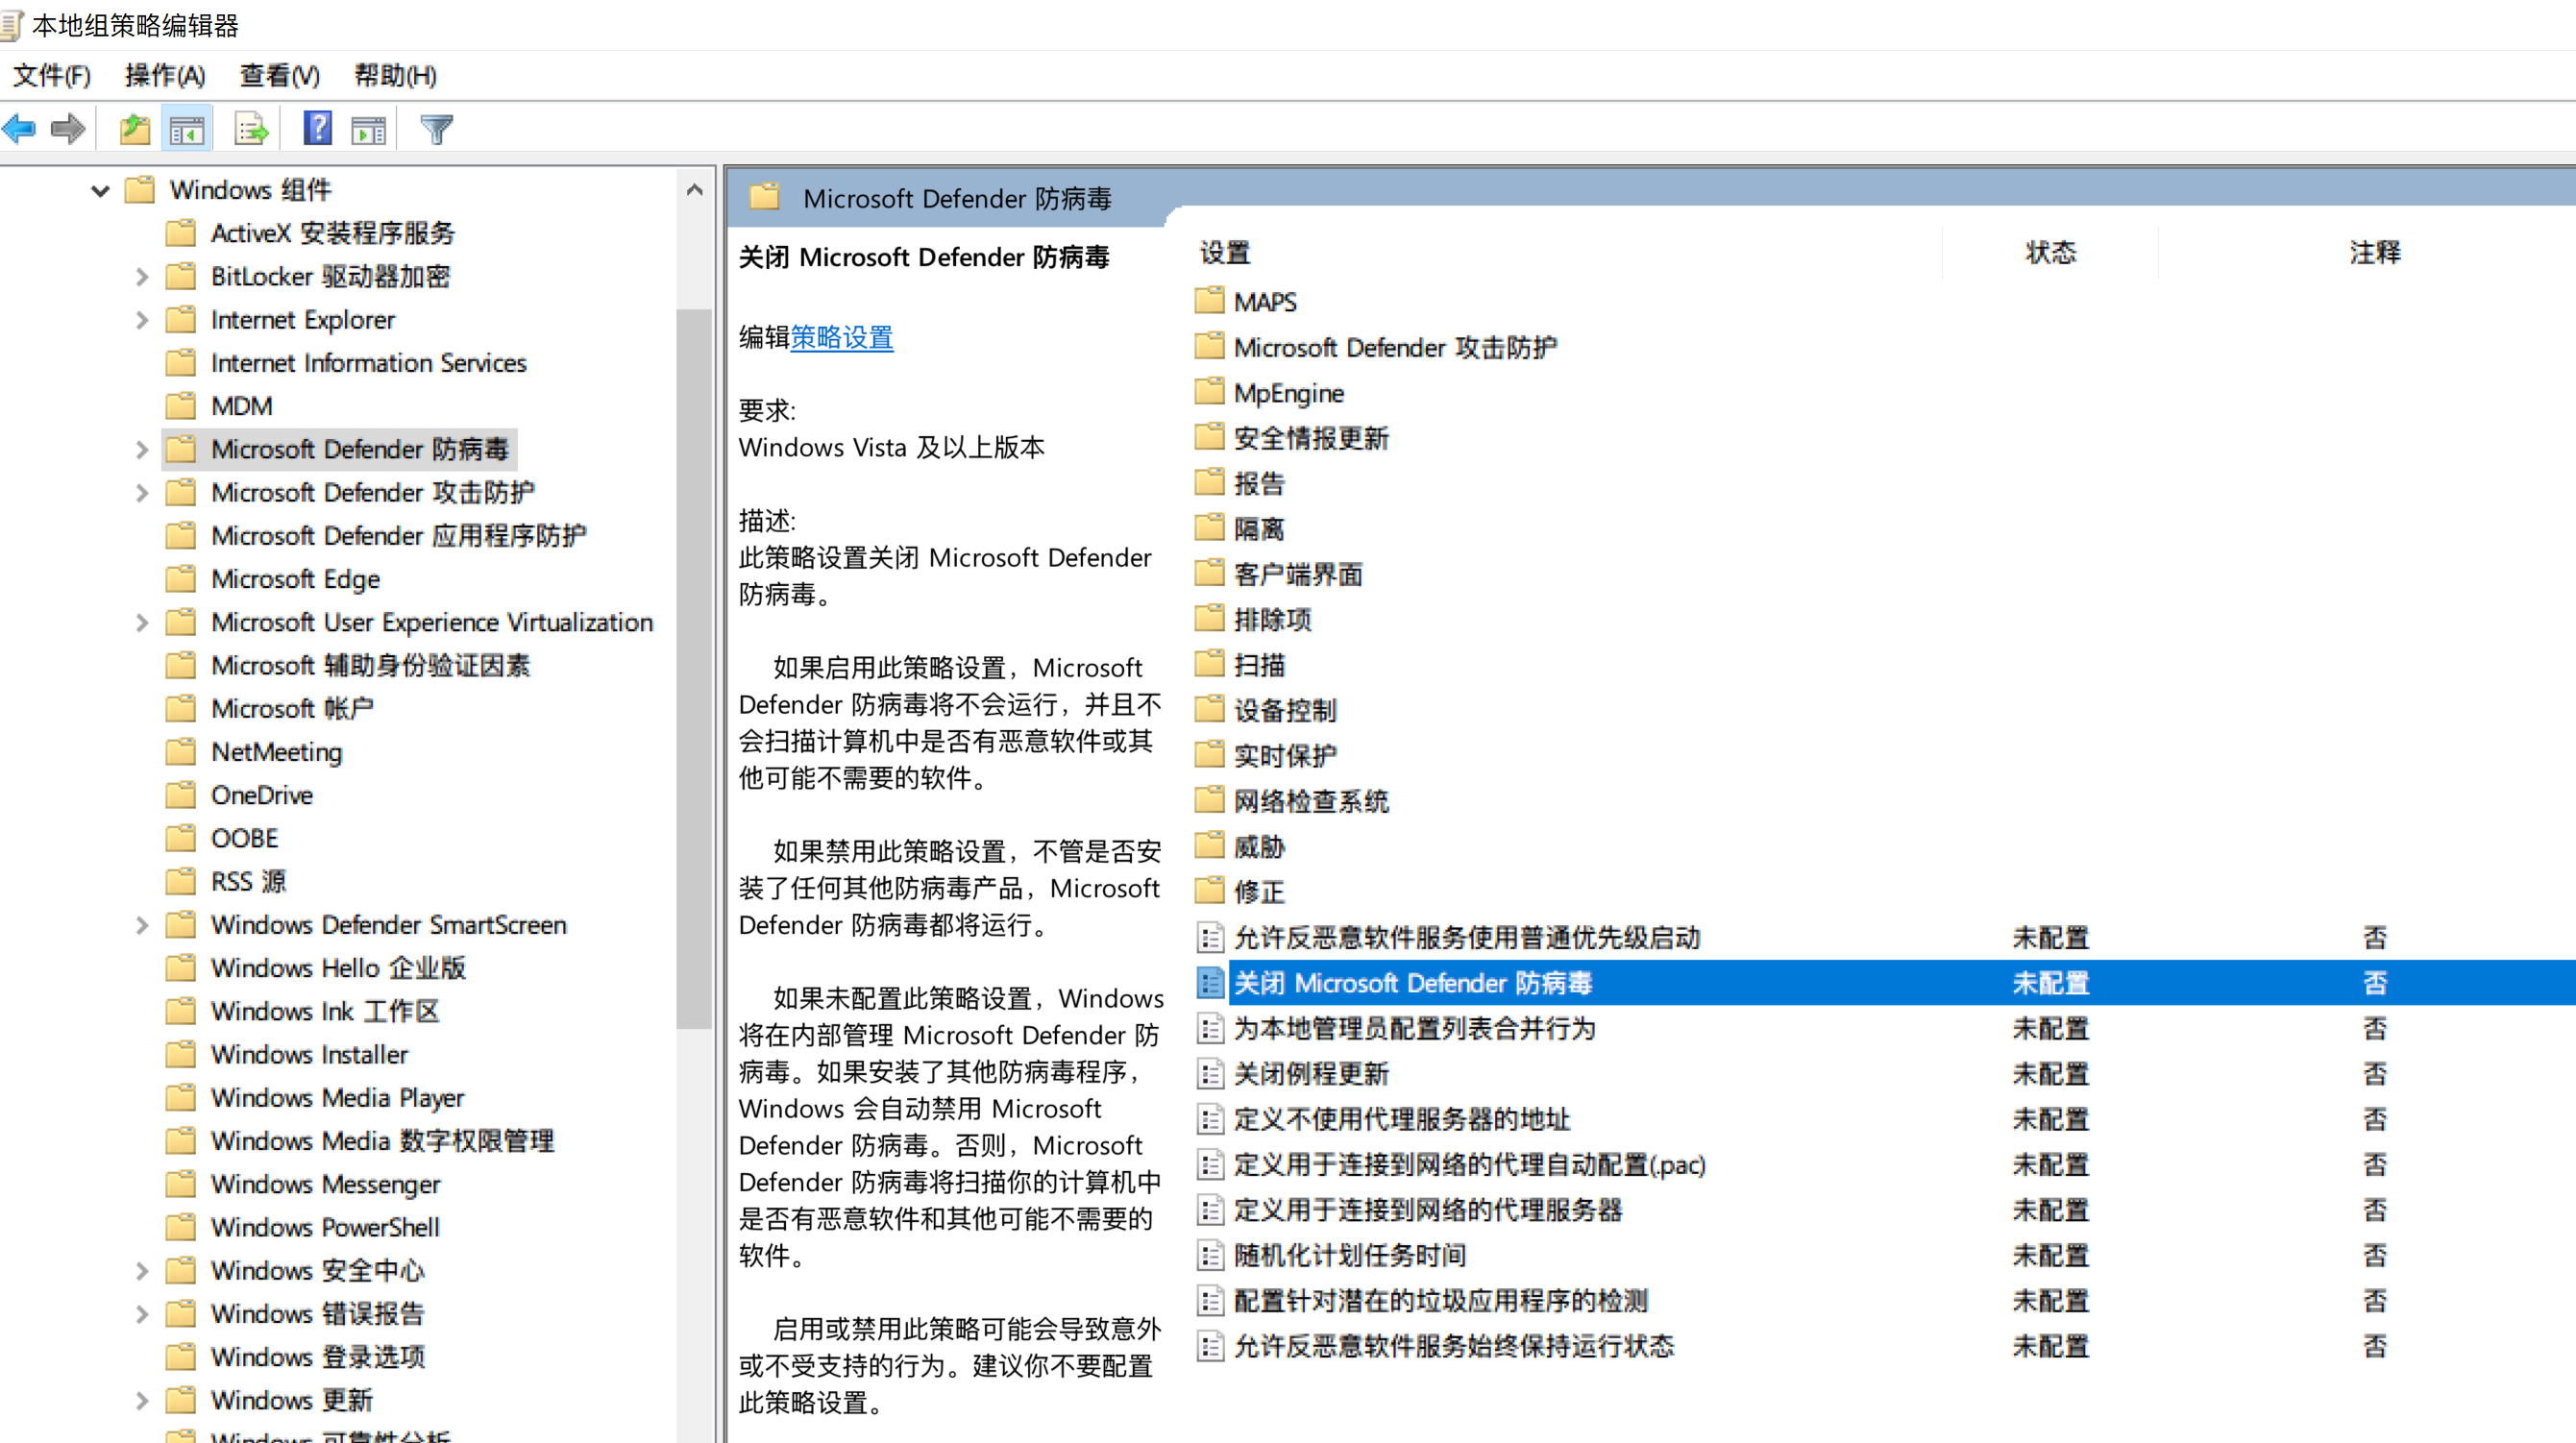 本地组策略编辑器
文件(F) 操作(A) 查看(V) 帮助(H)
Windows 组件
ActiveX 安装程序服务
BitLocker 驱动器加密
Internet Explorer
Internet Information Services
MDM
Microsoft Defender 防病毒
Microsoft Defender 攻击防护
Microsoft Defender 应用程序防护
Microsoft Edge
Microsoft User Experience Virtualization
Microsoft 辅助身份验证因素
Microsoft 帐户
NetMeeting
OneDrive
OOBE
RSS 源
Windows Defender SmartScreen
Windows Hello 企业版
Windows Ink 工作区
Windows Installer
Windows Media Player
Windows Media 数字权限管理
Windows Messenger
Windows PowerShell
Windows 安全中心
Windows 错误报告
Windows 登录选项
Windows 更新
Windows 可靠性分析
Microsoft Defender 防病毒
关闭 Microsoft Defender 防病毒
编辑策略设置
要求:
Windows Vista 及以上版本
描述:
此策略设置关闭 Microsoft Defender
防病毒。
如果启用此策略设置，Microsoft
Defender 防病毒将不会运行，并且不
会扫描计算机中是否有恶意软件或其
他可能不需要的软件。
如果禁用此策略设置，不管是否安
装了任何其他防病毒产品，Microsoft
Defender 防病毒都将运行。
如果未配置此策略设置，Windows
将在内部管理 Microsoft Defender 防
病毒。如果安装了其他防病毒程序，
Windows 会自动禁用 Microsoft
Defender 防病毒。否则，Microsoft
Defender 防病毒将扫描你的计算机中
是否有恶意软件和其他可能不需要的
软件。
启用或禁用此策略可能会导致意外
或不受支持的行为。建议你不要配置
此策略设置。
设置 状态 注释
MAPS
Microsoft Defender 攻击防护
MpEngine
安全情报更新
报告
隔离
客户端界面
排除项
扫描
设备控制
实时保护
网络检查系统
威胁
修正
允许反恶意软件服务使用普通优先级启动 未配置 否
关闭 Microsoft Defender 防病毒 未配置 否
为本地管理员配置列表合并行为 未配置 否
关闭例程更新 未配置 否
定义不使用代理服务器的地址 未配置 否
定义用于连接到网络的代理自动配置(.pac) 未配置 否
定义用于连接到网络的代理服务器 未配置 否
随机化计划任务时间 未配置 否
配置针对潜在的垃圾应用程序的检测 未配置 否
允许反恶意软件服务始终保持运行状态 未配置 否